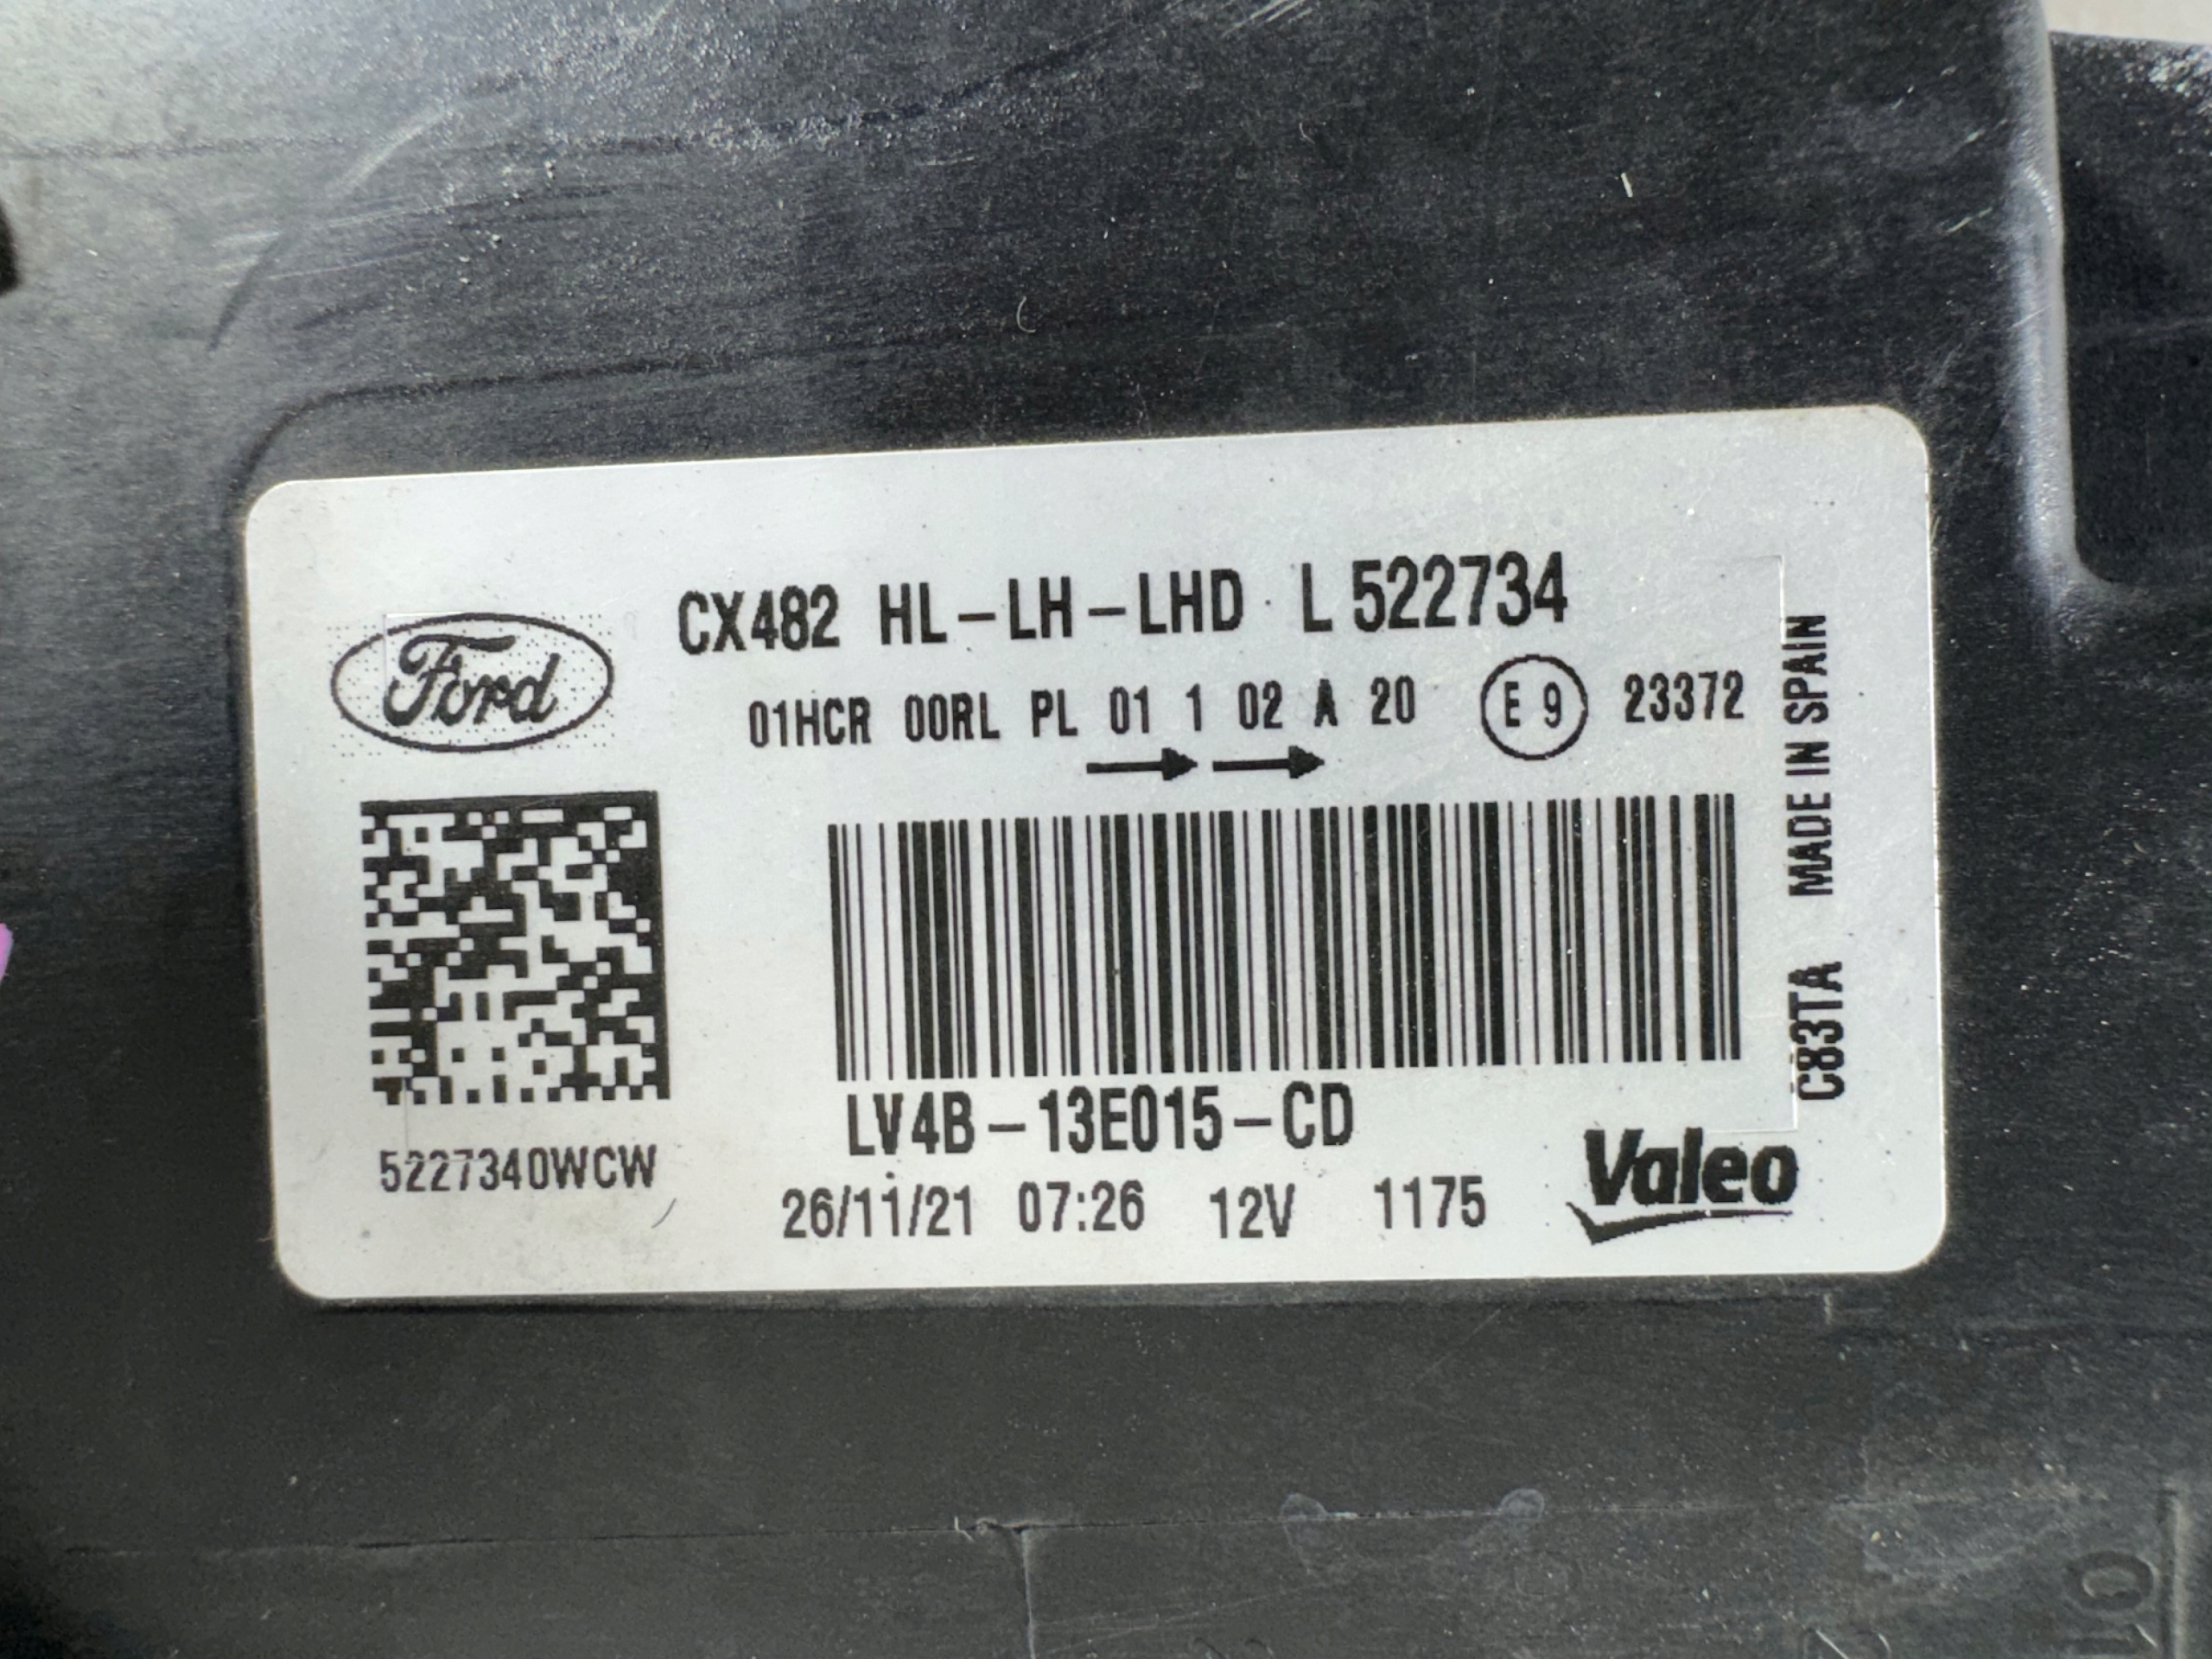 CX482 HL-LH-LHD L 522734
Ford
01HCR 00RL PL 01 1 02 A 20 E 9 23372
MADE IN SPAIN
C83TA
LV4B-13E015-CD
5227340WCW
26/11/21 07:26 12V 1175
Valeo